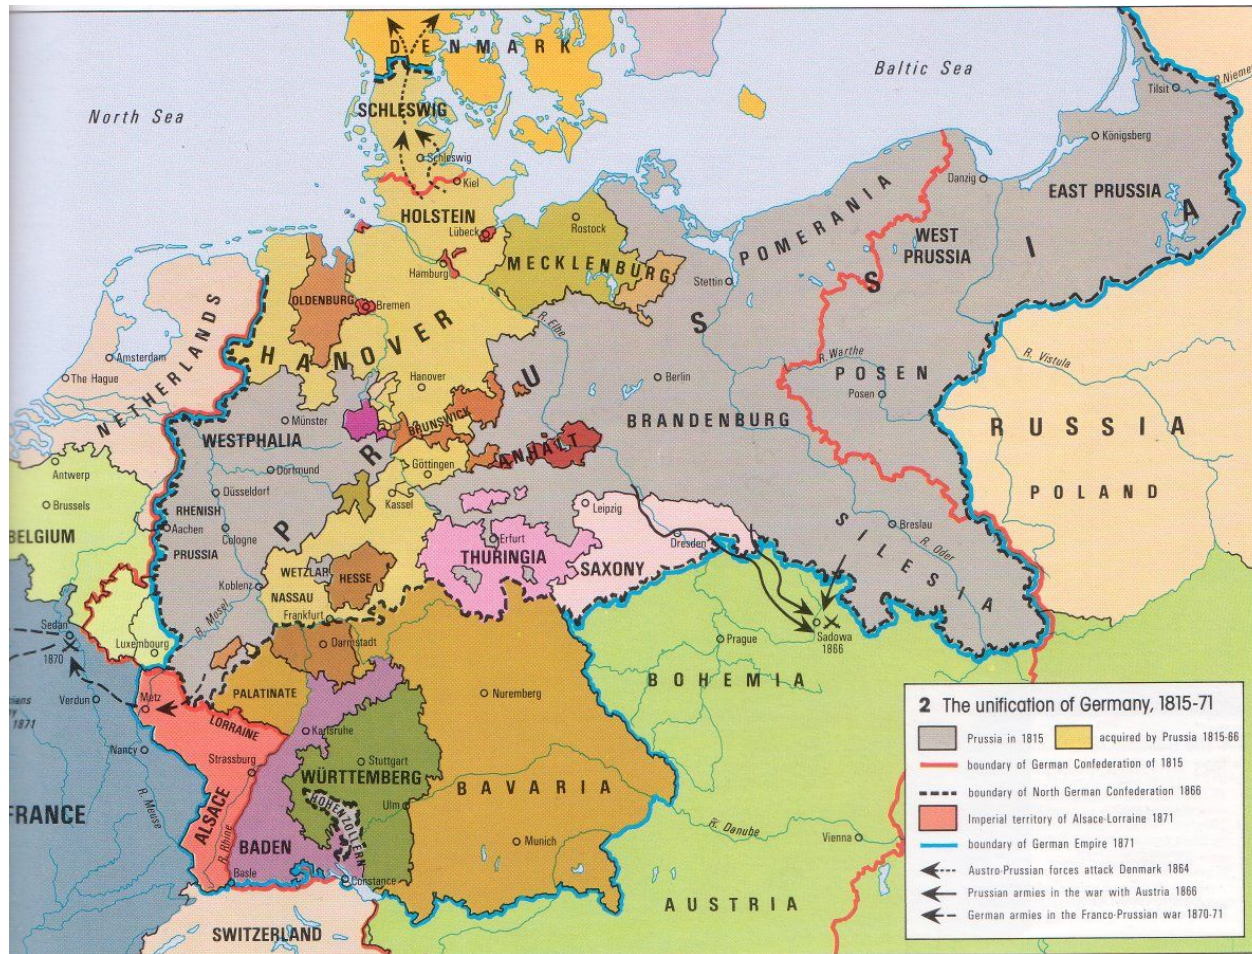 DENMARK
Baltic Sea
North Sea
R. Niemen
Tilsit
SCHLESWIG
Königsberg
Schleswig
Danzig
Kiel
EAST PRUSSIA
HOLSTEIN
Lübeck
Rostock
POMERANIA
WEST
PRUSSIA
Hamburg
MECKLENBURG
Stettin
OLDENBURG
Bremen
HANOVER
R. Elbe
PRUSSIA
NETHERLANDS
Amsterdam
The Hague
R. Warthe
R. Vistula
Hanover
Berlin
POSEN
Posen
Münster
BRUNSWICK
BRANDENBURG
RUSSIA
WESTPHALIA
ANHALT
Antwerp
Dortmund
Göttingen
POLAND
Brussels
Düsseldorf
Kassel
Leipzig
RHENISH
PRUSSIA
BELGIUM
Aachen
Cologne
Erfurt
THURINGIA
Dresden
Breslau
R. Oder
SILESIA
SAXONY
WETZLAR
HESSE
Koblenz
NASSAU
Frankfurt
R. Mosel
Sedan
1870
Luxembourg
Darmstadt
Prague
Sadowa
1866
BOHEMIA
PALATINATE
Nuremberg
Metz
Verdun
1871
LORRAINE
Karlsruhe
Nancy
Strassburg
Stuttgart
WÜRTTEMBERG
BAVARIA
HOHENZOLLERN
Ulm
FRANCE
R. Meuse
ALSACE
R. Rhine
BADEN
Munich
R. Danube
Vienna
Basle
Constance
AUSTRIA
SWITZERLAND
2 The unification of Germany, 1815-71
Prussia in 1815
acquired by Prussia 1815-66
boundary of German Confederation of 1815
boundary of North German Confederation 1866
Imperial territory of Alsace-Lorraine 1871
boundary of German Empire 1871
Austro-Prussian forces attack Denmark 1864
Prussian armies in the war with Austria 1866
German armies in the Franco-Prussian war 1870-71